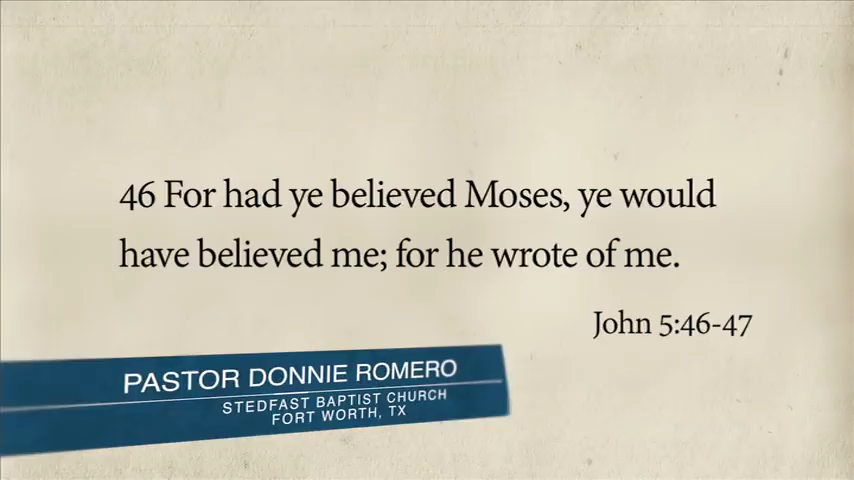 46 For had ye believed Moses, ye would
have believed me; for he wrote of me.
John 5:46-47
PASTOR DONNIE ROMERO
STEDFAST BAPTIST CHURCH
FORT WORTH, TX